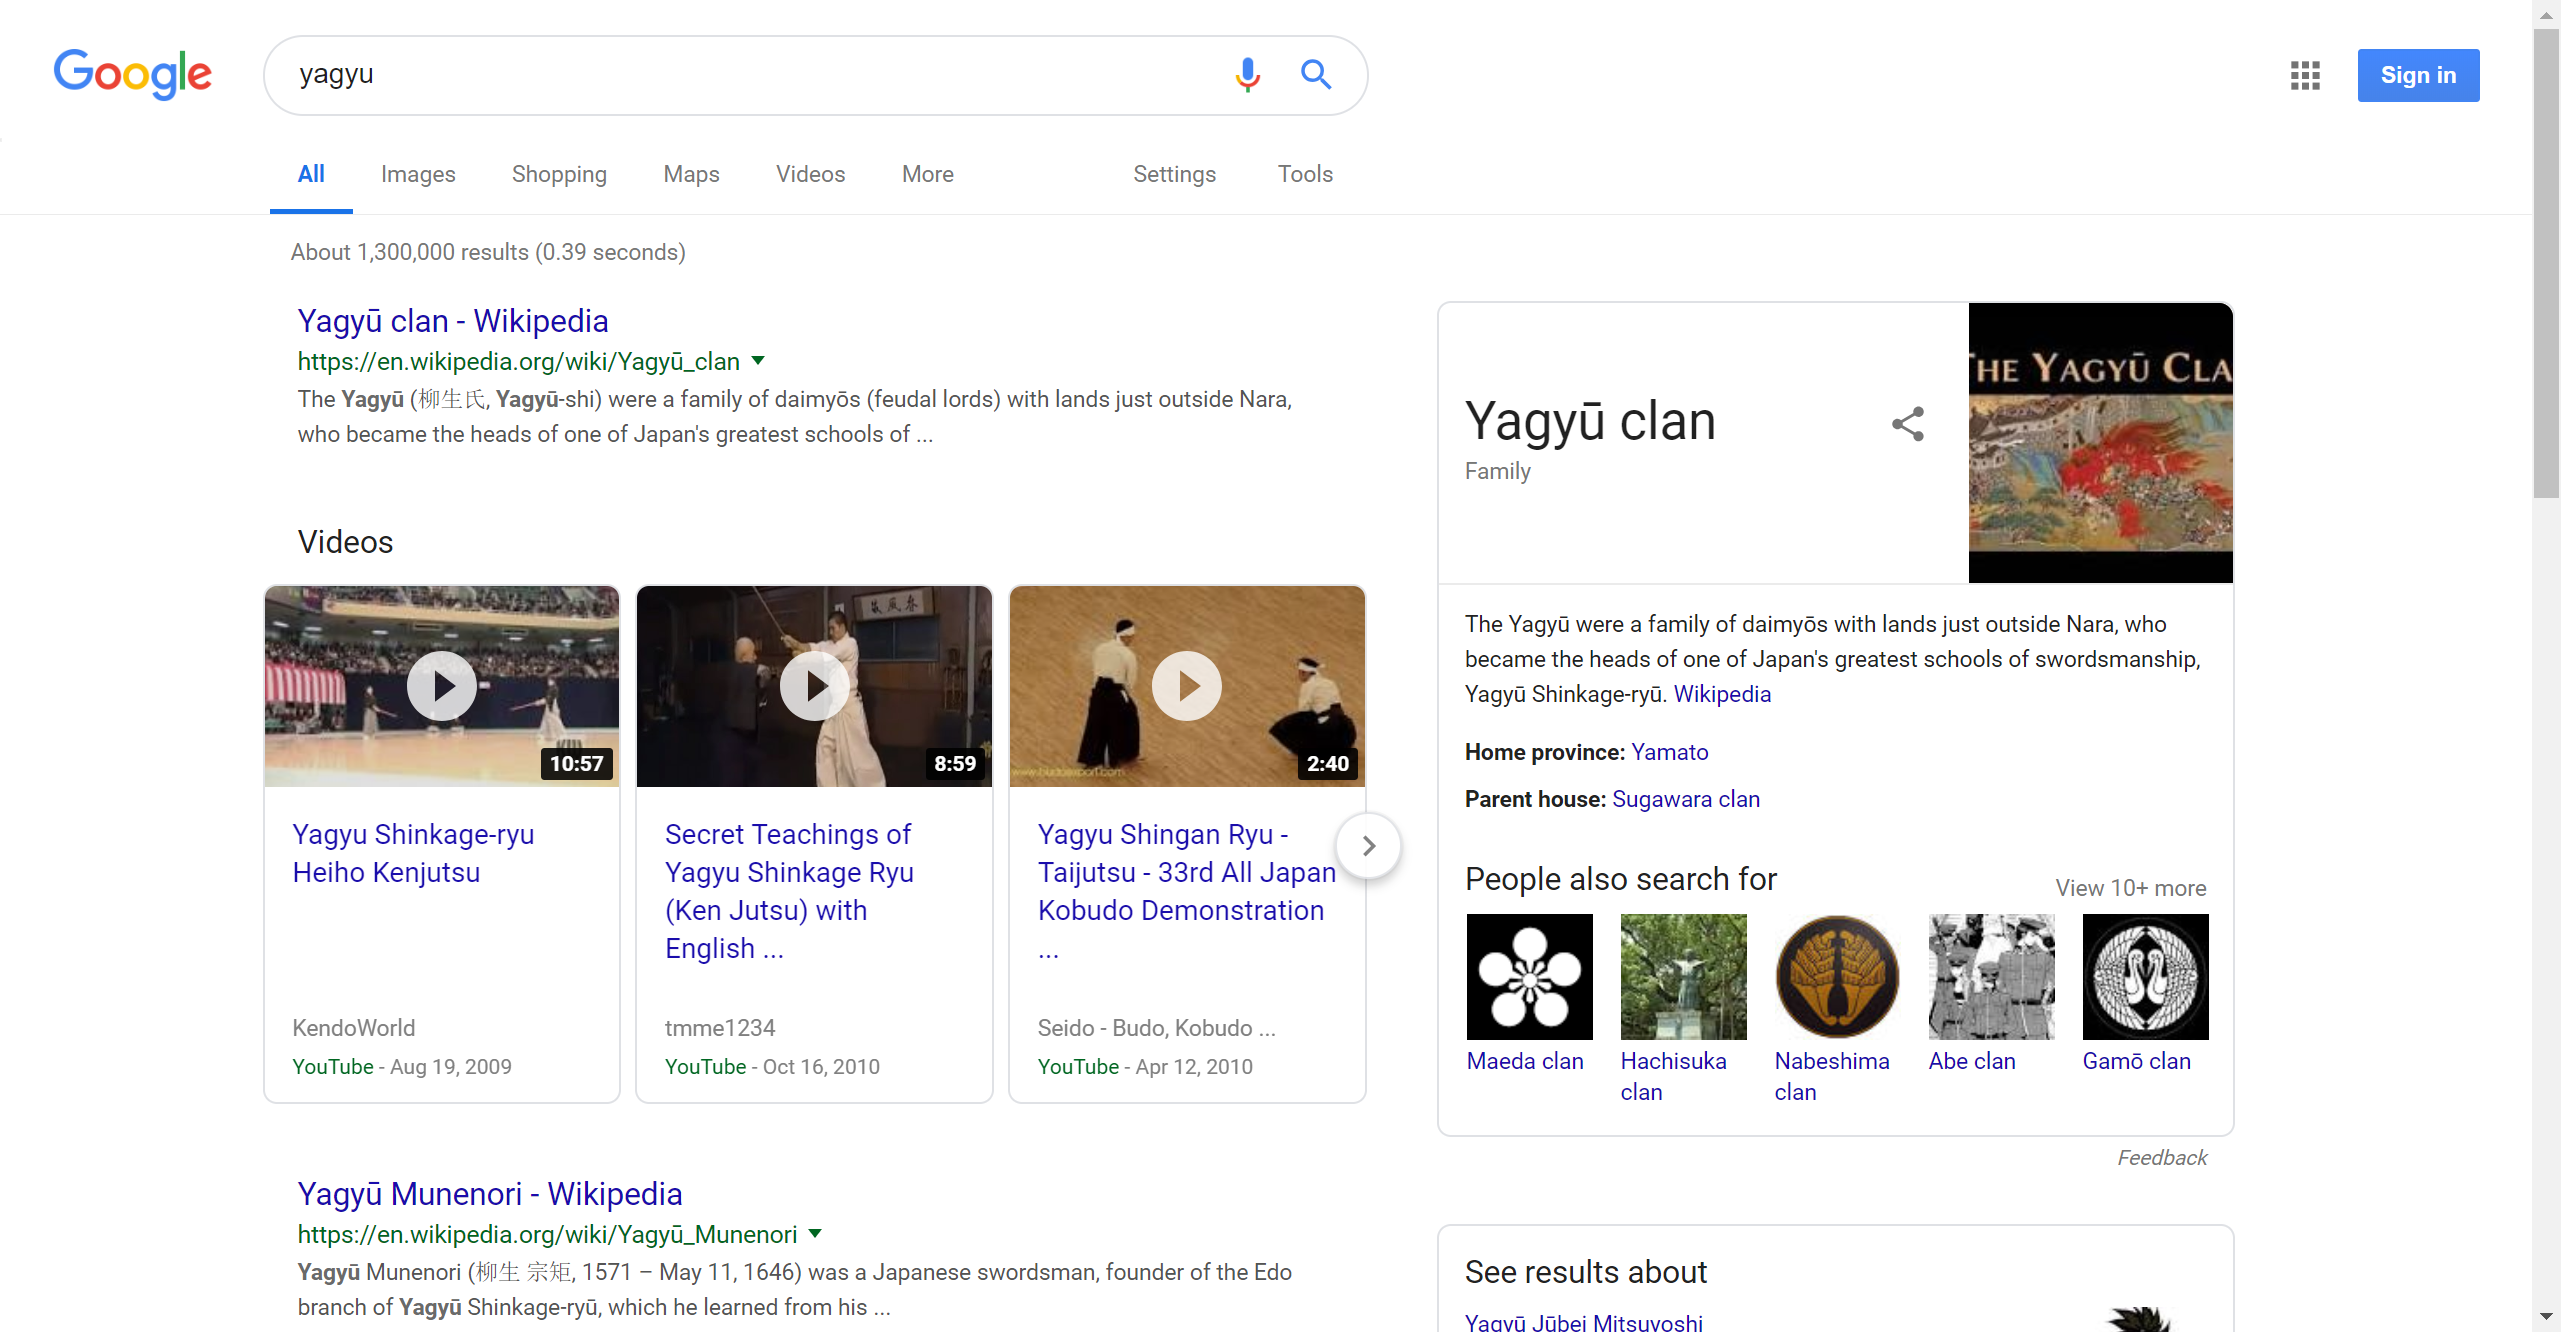 Google
yagyu
Sign in
All
Images
Shopping
Maps
Videos
More
Settings
Tools
About 1,300,000 results (0.39 seconds)
Yagyū clan - Wikipedia
https://en.wikipedia.org/wiki/Yagyū_clan
The Yagyū (柳生氏, Yagyū-shi) were a family of daimyōs (feudal lords) with lands just outside Nara,
who became the heads of one of Japan's greatest schools of ...
Videos
10:57
Yagyu Shinkage-ryu
Heiho Kenjutsu
KendoWorld
YouTube - Aug 19, 2009
8:59
Secret Teachings of
Yagyu Shinkage Ryu
(Ken Jutsu) with
English ...
tmme1234
YouTube - Oct 16, 2010
www.budoexport.com
2:40
Yagyu Shingan Ryu -
Taijutsu - 33rd All Japan
Kobudo Demonstration
...
Seido - Budo, Kobudo ...
YouTube - Apr 12, 2010
Yagyū Munenori - Wikipedia
https://en.wikipedia.org/wiki/Yagyū_Munenori
Yagyū Munenori (柳生 宗矩, 1571 – May 11, 1646) was a Japanese swordsman, founder of the Edo
branch of Yagyū Shinkage-ryū, which he learned from his ...
Yagyū clan
Family
THE YAGYŪ CLA
The Yagyū were a family of daimyōs with lands just outside Nara, who
became the heads of one of Japan's greatest schools of swordsmanship,
Yagyū Shinkage-ryū. Wikipedia
Home province: Yamato
Parent house: Sugawara clan
People also search for
View 10+ more
Maeda clan
Hachisuka
clan
Nabeshima
clan
Abe clan
Gamō clan
Feedback
See results about
Yagyū Jūbei Mitsuyoshi